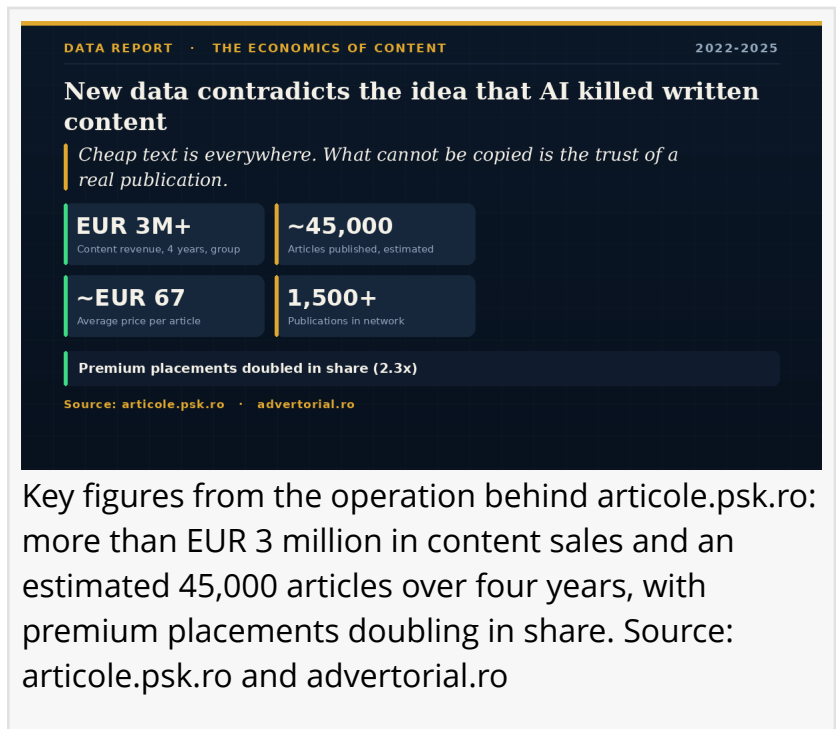 DATA REPORT · THE ECONOMICS OF CONTENT
2022-2025
New data contradicts the idea that AI killed written
content
Cheap text is everywhere. What cannot be copied is the trust of a
real publication.
EUR 3M+
Content revenue, 4 years, group
~45,000
Articles published, estimated
~EUR 67
Average price per article
1,500+
Publications in network
Premium placements doubled in share (2.3x)
Source: articole.psk.ro · advertorial.ro
Key figures from the operation behind articole.psk.ro:
more than EUR 3 million in content sales and an
estimated 45,000 articles over four years, with
premium placements doubling in share. Source:
articole.psk.ro and advertorial.ro